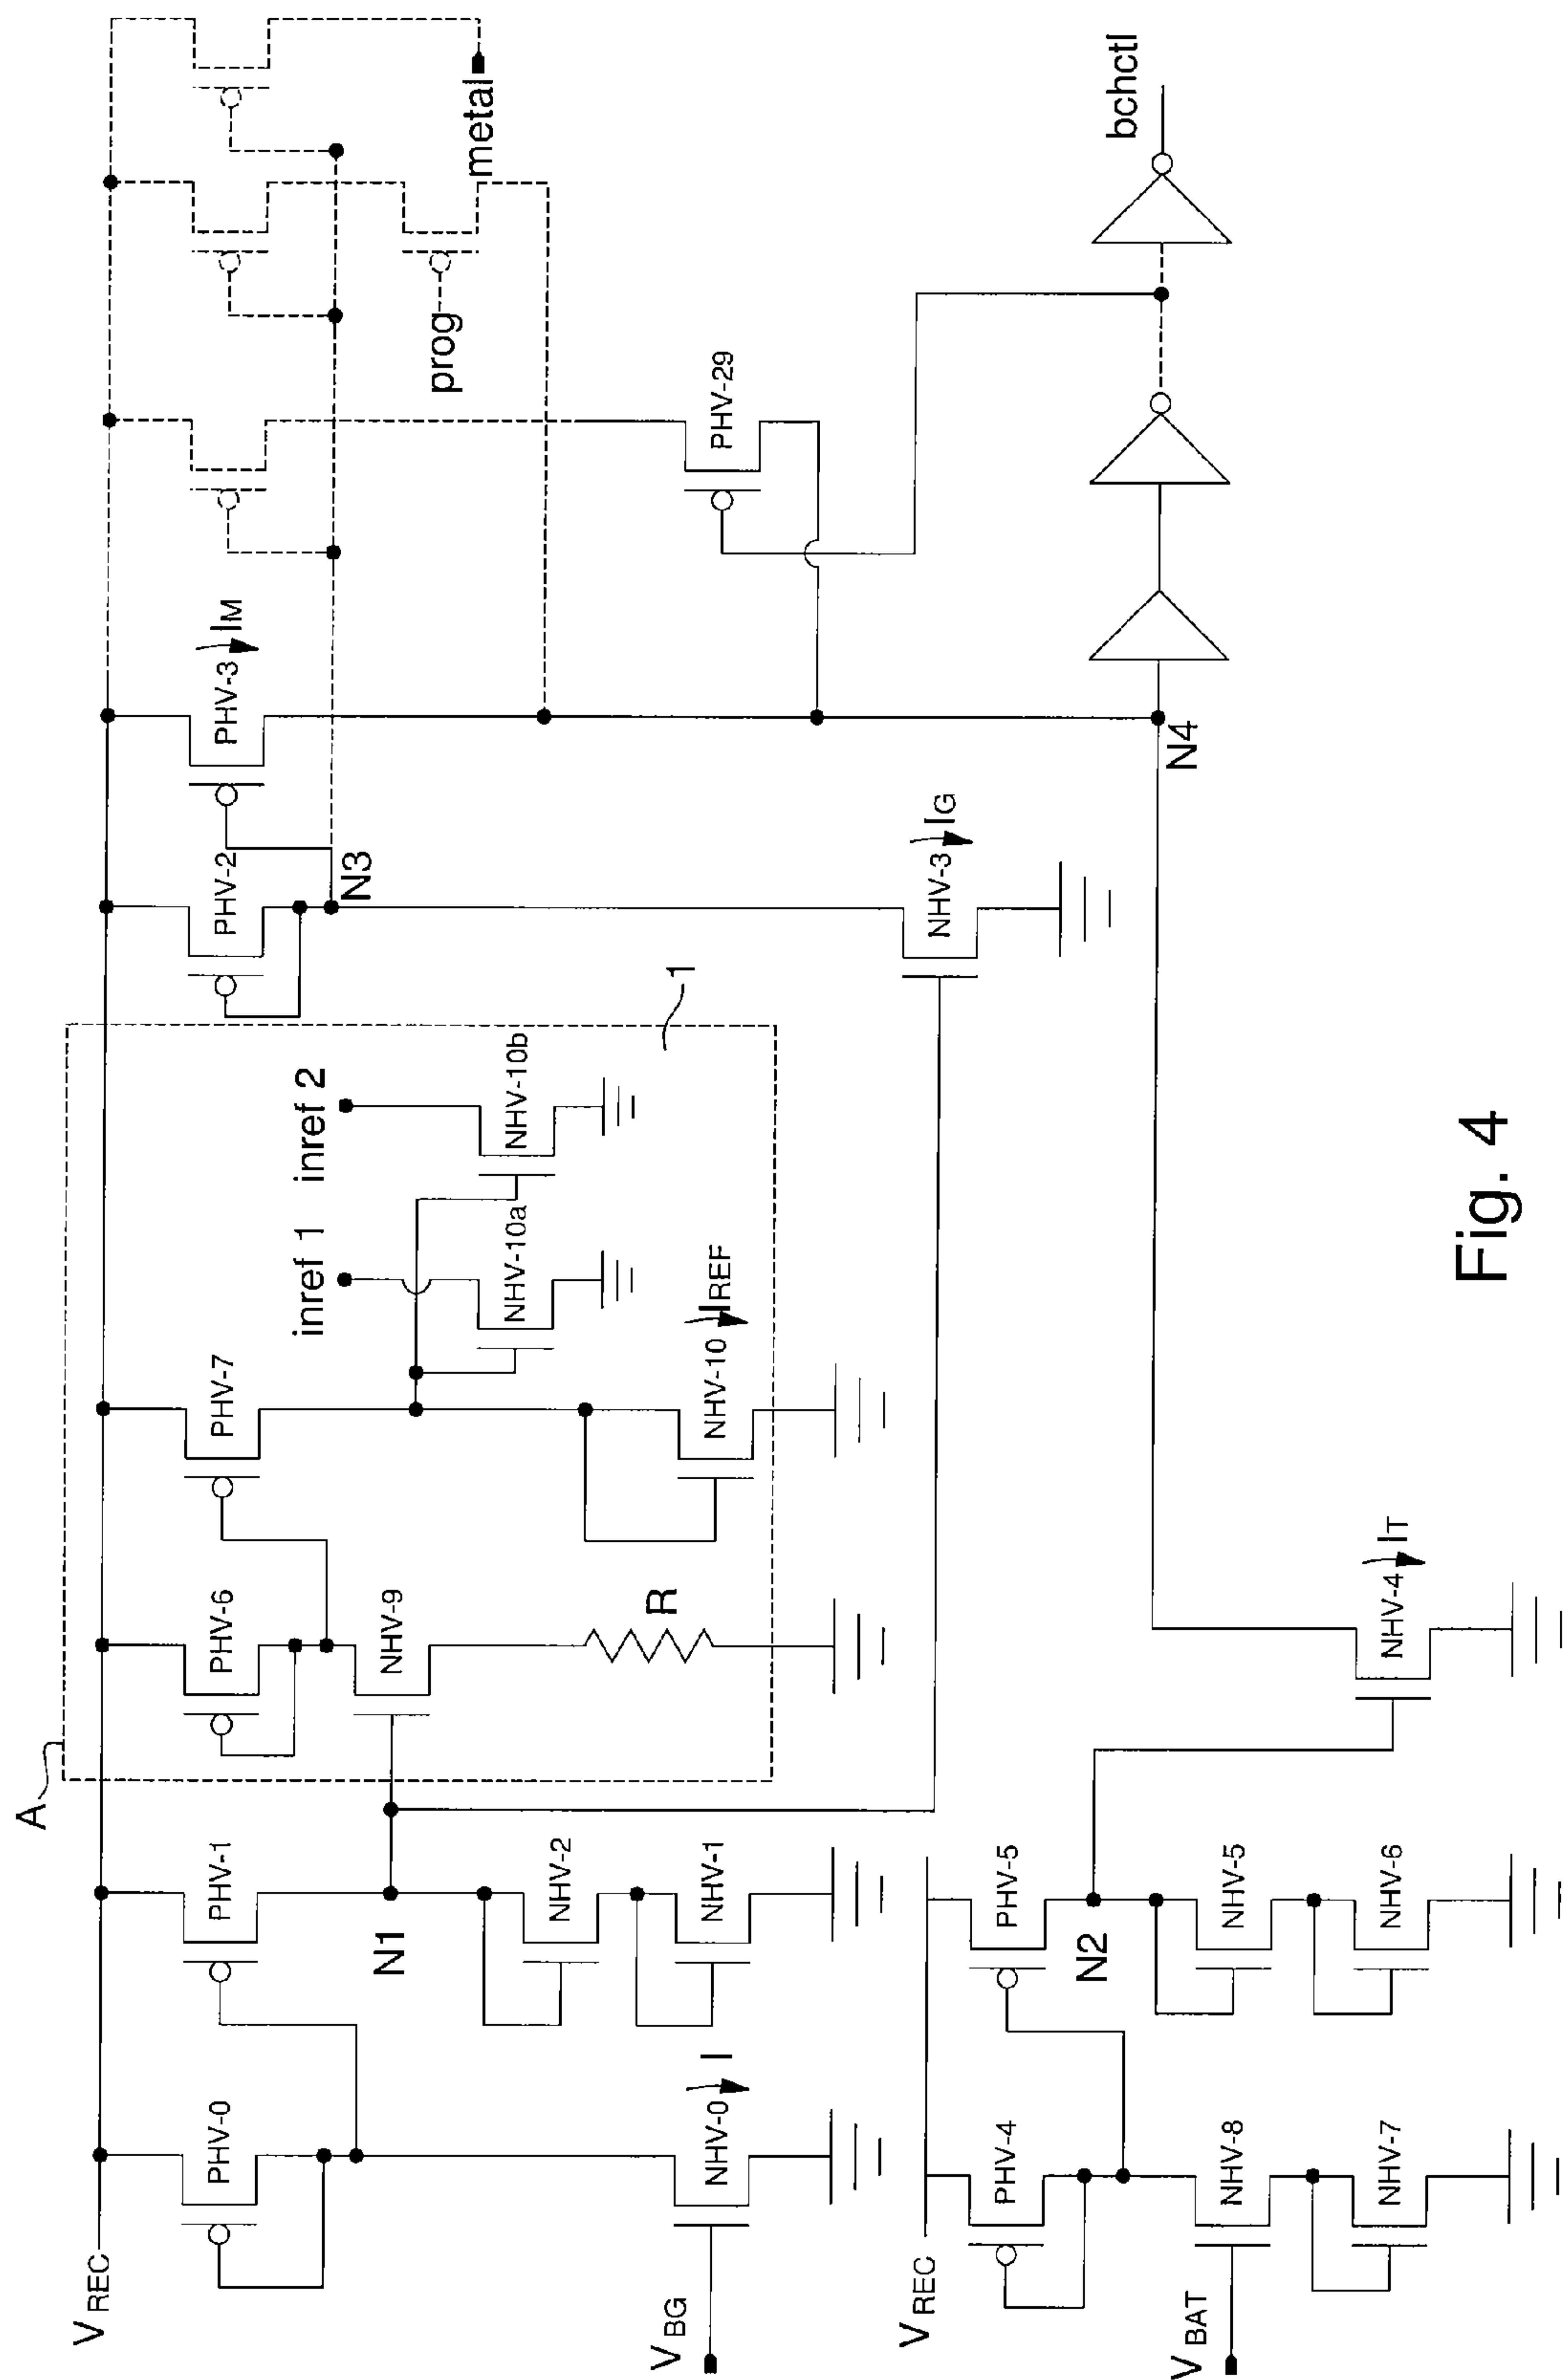 A
1
VREC
PHV-0
PHV-1
PHV-6
PHV-7
PHV-2
PHV-3
IM
inref 1
inref 2
NHV-10a
NHV-10b
metal
prog
N1
NHV-9
N3
NHV-2
NHV-1
R
NHV-10
IREF
PHV-29
VBG
NHV-0
I
NHV-3
IG
VREC
PHV-4
PHV-5
N2
N4
bchctl
VBAT
NHV-8
NHV-7
NHV-5
NHV-6
NHV-4
IT
Fig. 4